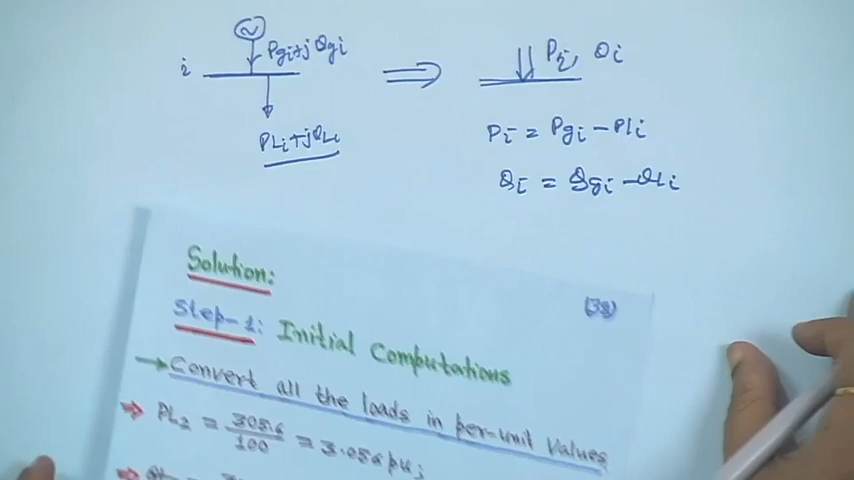 ~
Pgi+jQgi
i
PLi+jQLi
⇒
Pi, Qi
Pi = Pgi - PLi
Qi = Qgi - QLi
Solution:
(38)
Step-1: Initial Computations
→ Convert all the loads in per-unit values
⇒ PL2 = 305.6/100 = 3.056 pu;